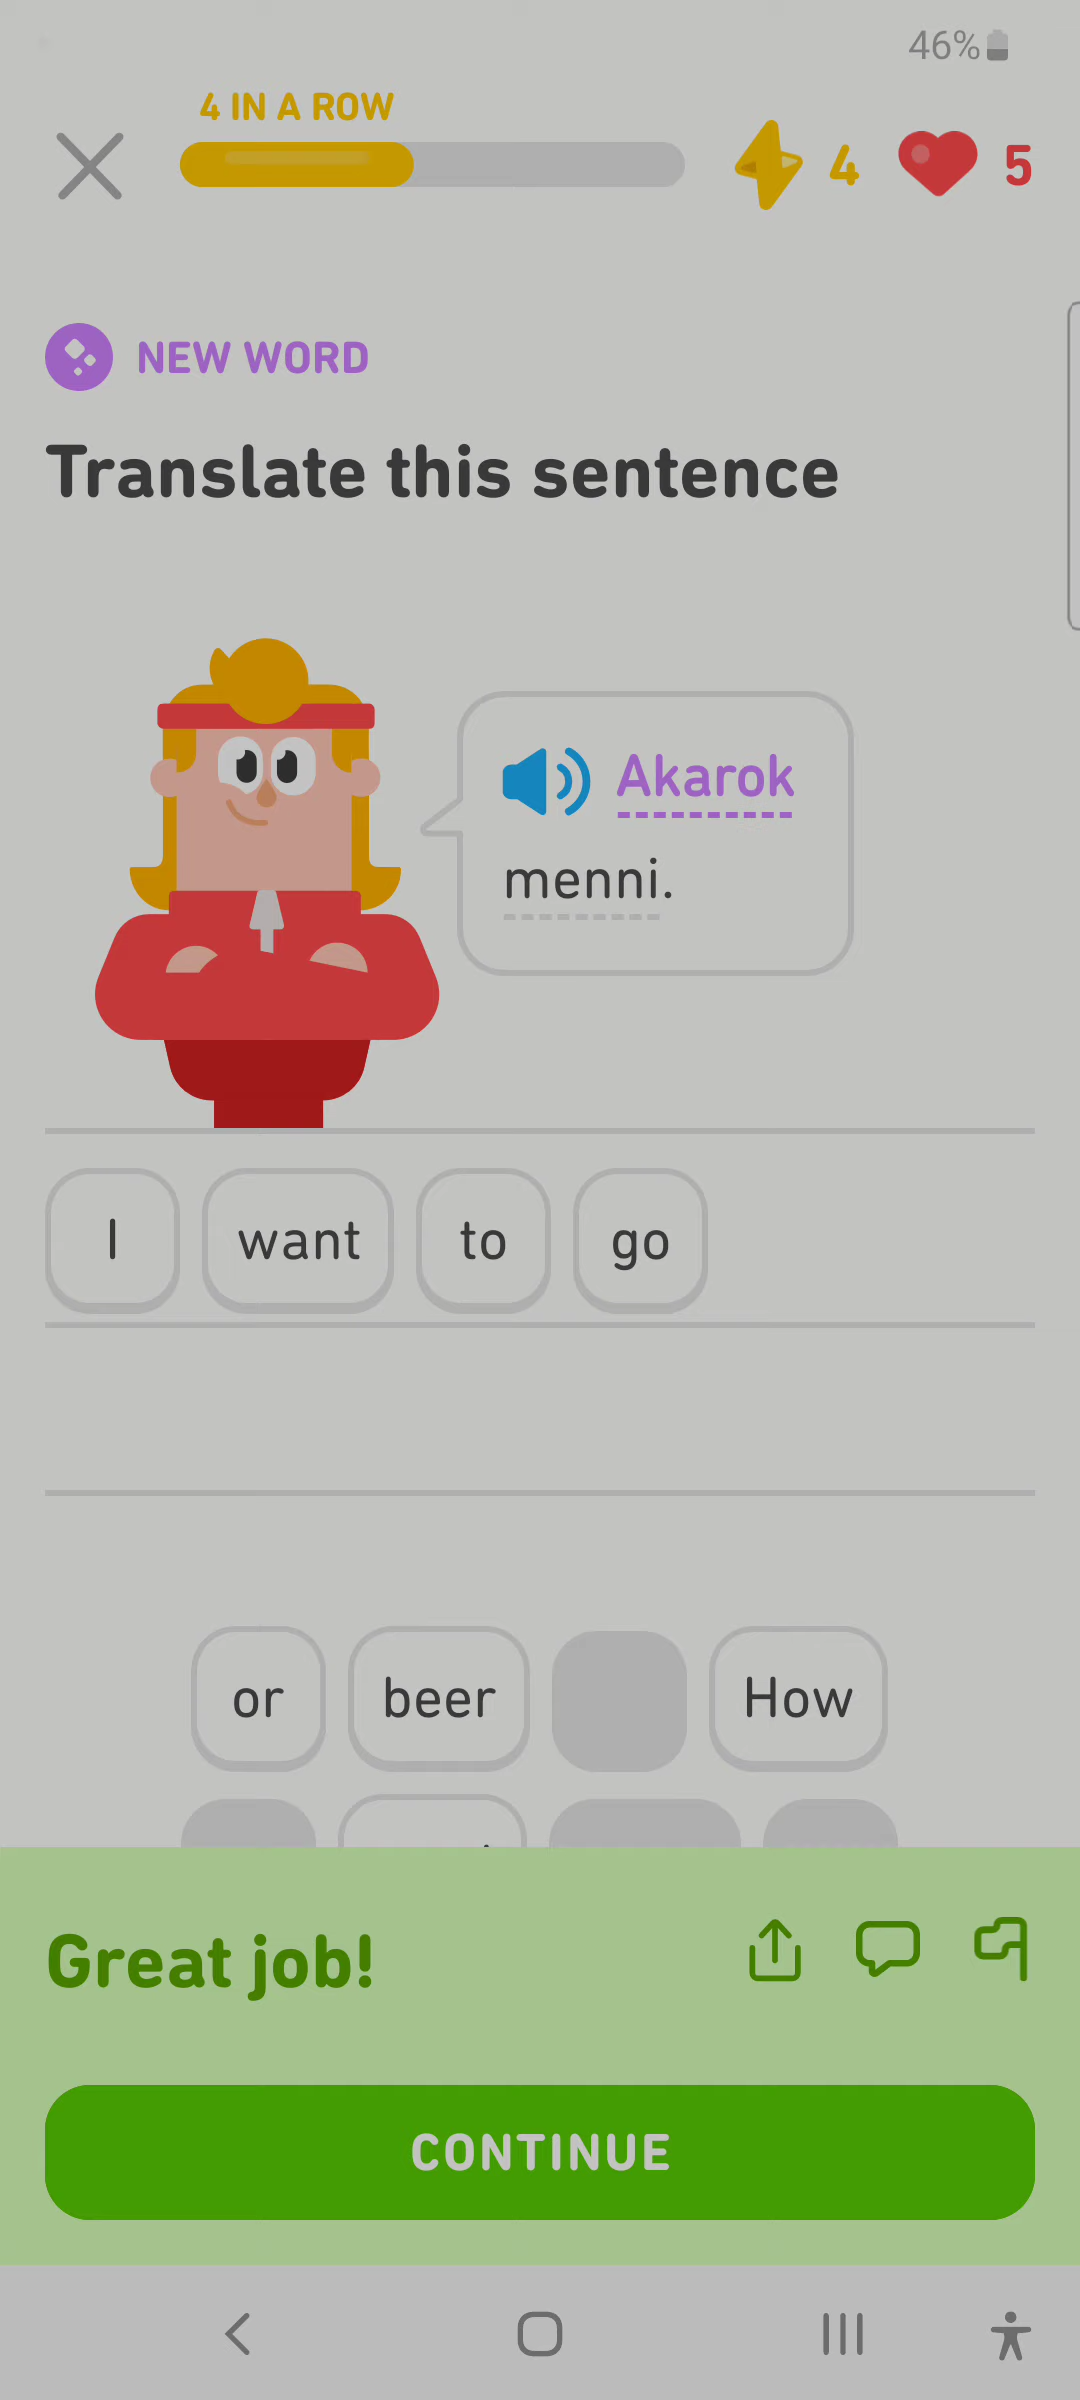 46%
4 IN A ROW
4 5
NEW WORD
Translate this sentence
Akarok
menni.
I want to go
or beer How
Great job!
CONTINUE